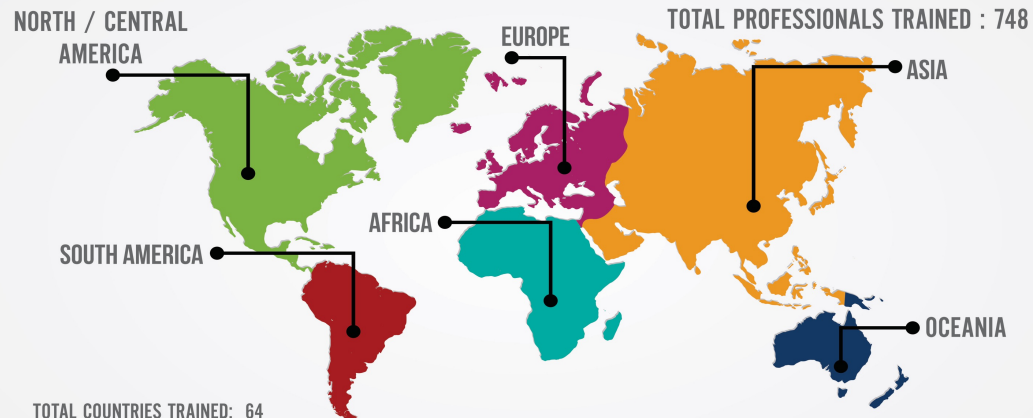 NORTH / CENTRAL
AMERICA
TOTAL PROFESSIONALS TRAINED : 748
EUROPE
ASIA
AFRICA
SOUTH AMERICA
OCEANIA
TOTAL COUNTRIES TRAINED: 64